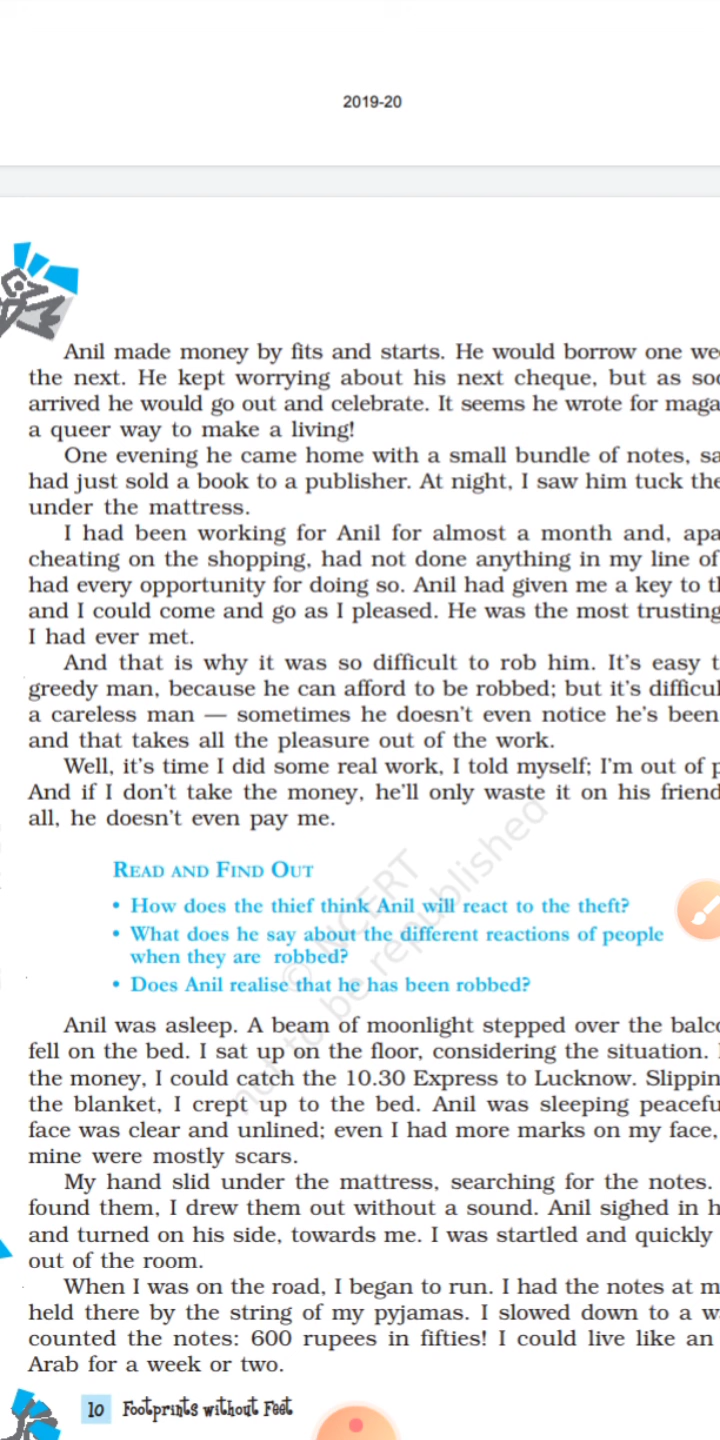 2019-20
Anil made money by fits and starts. He would borrow one
the next. He kept worrying about his next cheque, but as
arrived he would go out and celebrate. It seems he wrote for
a queer way to make a living!
One evening he came home with a small bundle of notes,
had just sold a book to a publisher. At night, I saw him tuck
under the mattress.
I had been working for Anil for almost a month and,
cheating on the shopping, had not done anything in my line of
had every opportunity for doing so. Anil had given me a key to
and I could come and go as I pleased. He was the most trusting
I had ever met.
And that is why it was so difficult to rob him. It's easy
greedy man, because he can afford to be robbed; but it's
a careless man — sometimes he doesn't even notice he's been
and that takes all the pleasure out of the work.
Well, it's time I did some real work, I told myself; I'm out of
And if I don't take the money, he'll only waste it on his
all, he doesn't even pay me.
READ AND FIND OUT
• How does the thief think Anil will react to the theft?
• What does he say about the different reactions of people
when they are robbed?
• Does Anil realise that he has been robbed?
Anil was asleep. A beam of moonlight stepped over the
fell on the bed. I sat up on the floor, considering the situation.
the money, I could catch the 10.30 Express to Lucknow.
the blanket, I crept up to the bed. Anil was sleeping
face was clear and unlined; even I had more marks on my face,
mine were mostly scars.
My hand slid under the mattress, searching for the notes.
found them, I drew them out without a sound. Anil sighed in
and turned on his side, towards me. I was startled and quickly
out of the room.
When I was on the road, I began to run. I had the notes at
held there by the string of my pyjamas. I slowed down to a
counted the notes: 600 rupees in fifties! I could live like an
Arab for a week or two.
10 Footprints without Feet
© NCERT
not to be republished